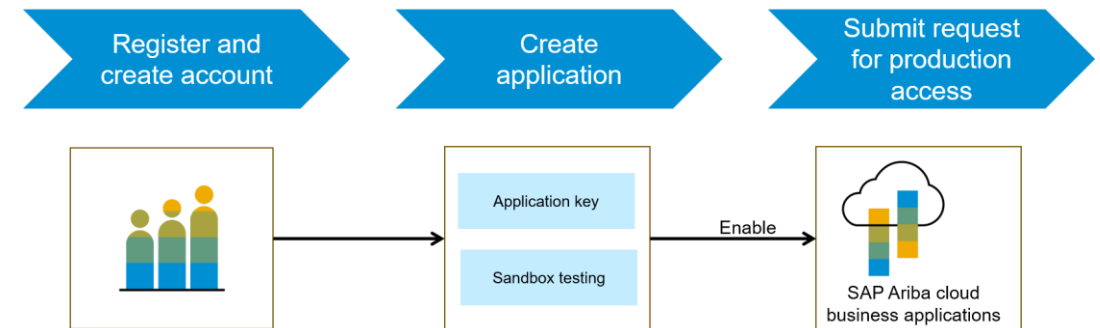 Register and
create account
Create
application
Submit request
for production
access
Application key
Sandbox testing
Enable
SAP Ariba cloud
business applications